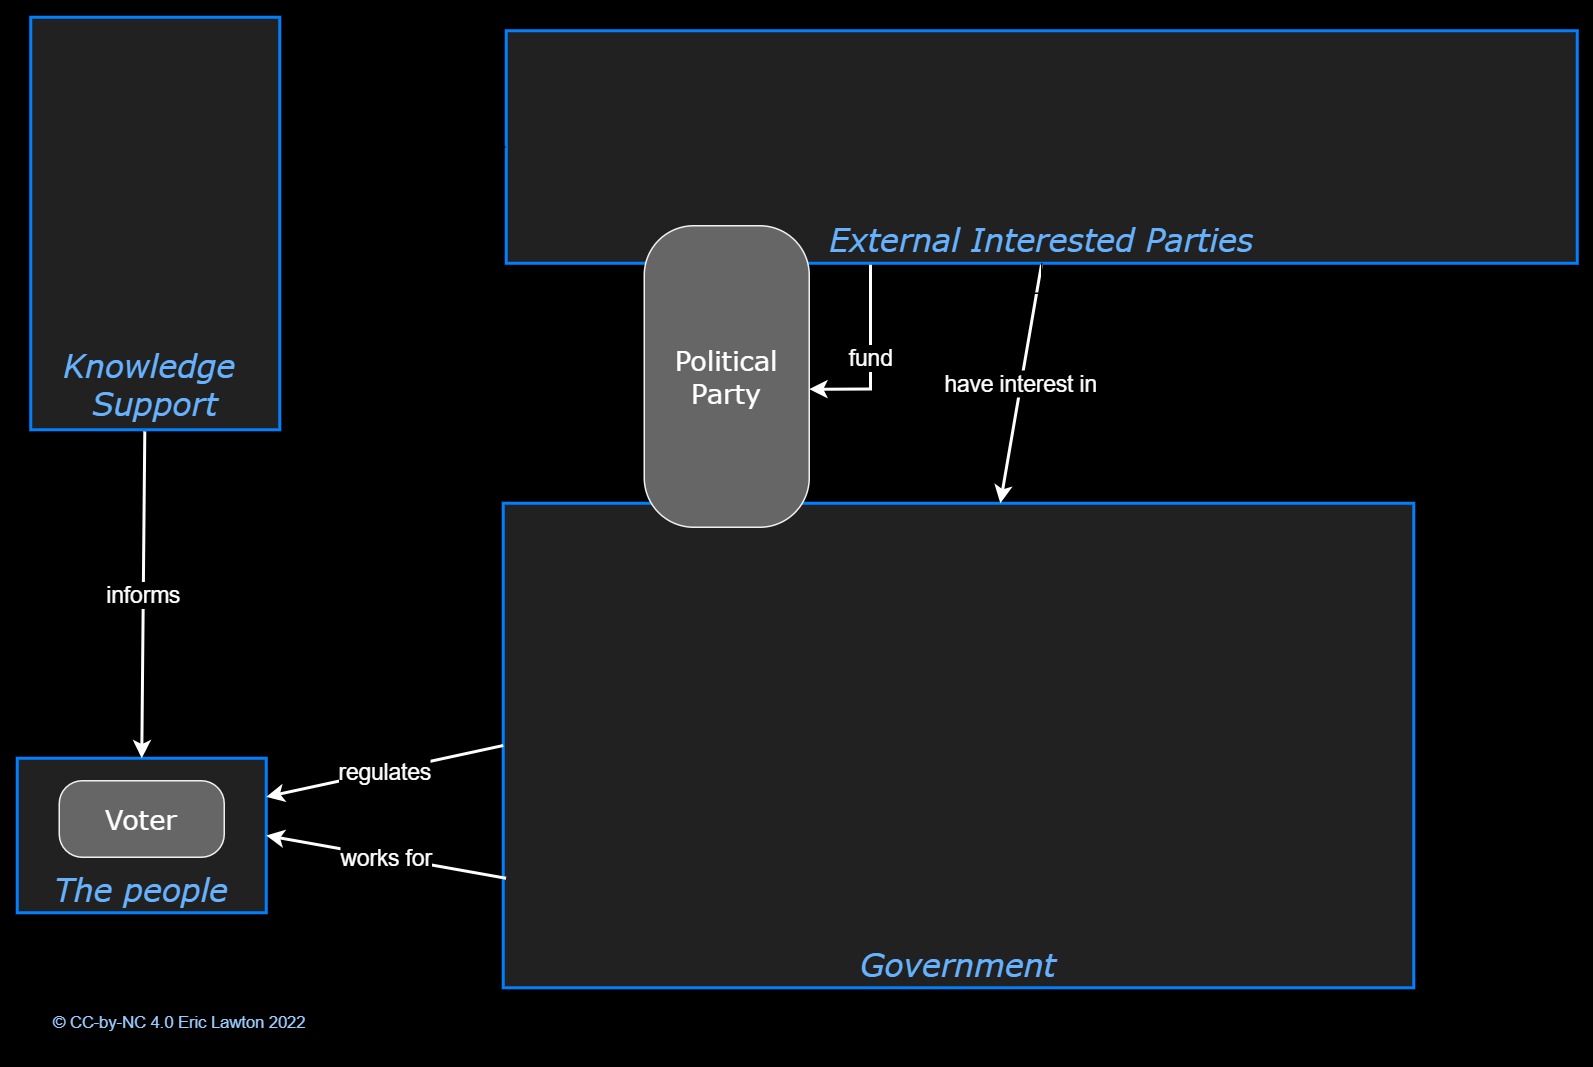 External Interested Parties
Political
Party
fund
have interest in
Knowledge
Support
informs
regulates
Voter
works for
The people
Government
© CC-by-NC 4.0 Eric Lawton 2022